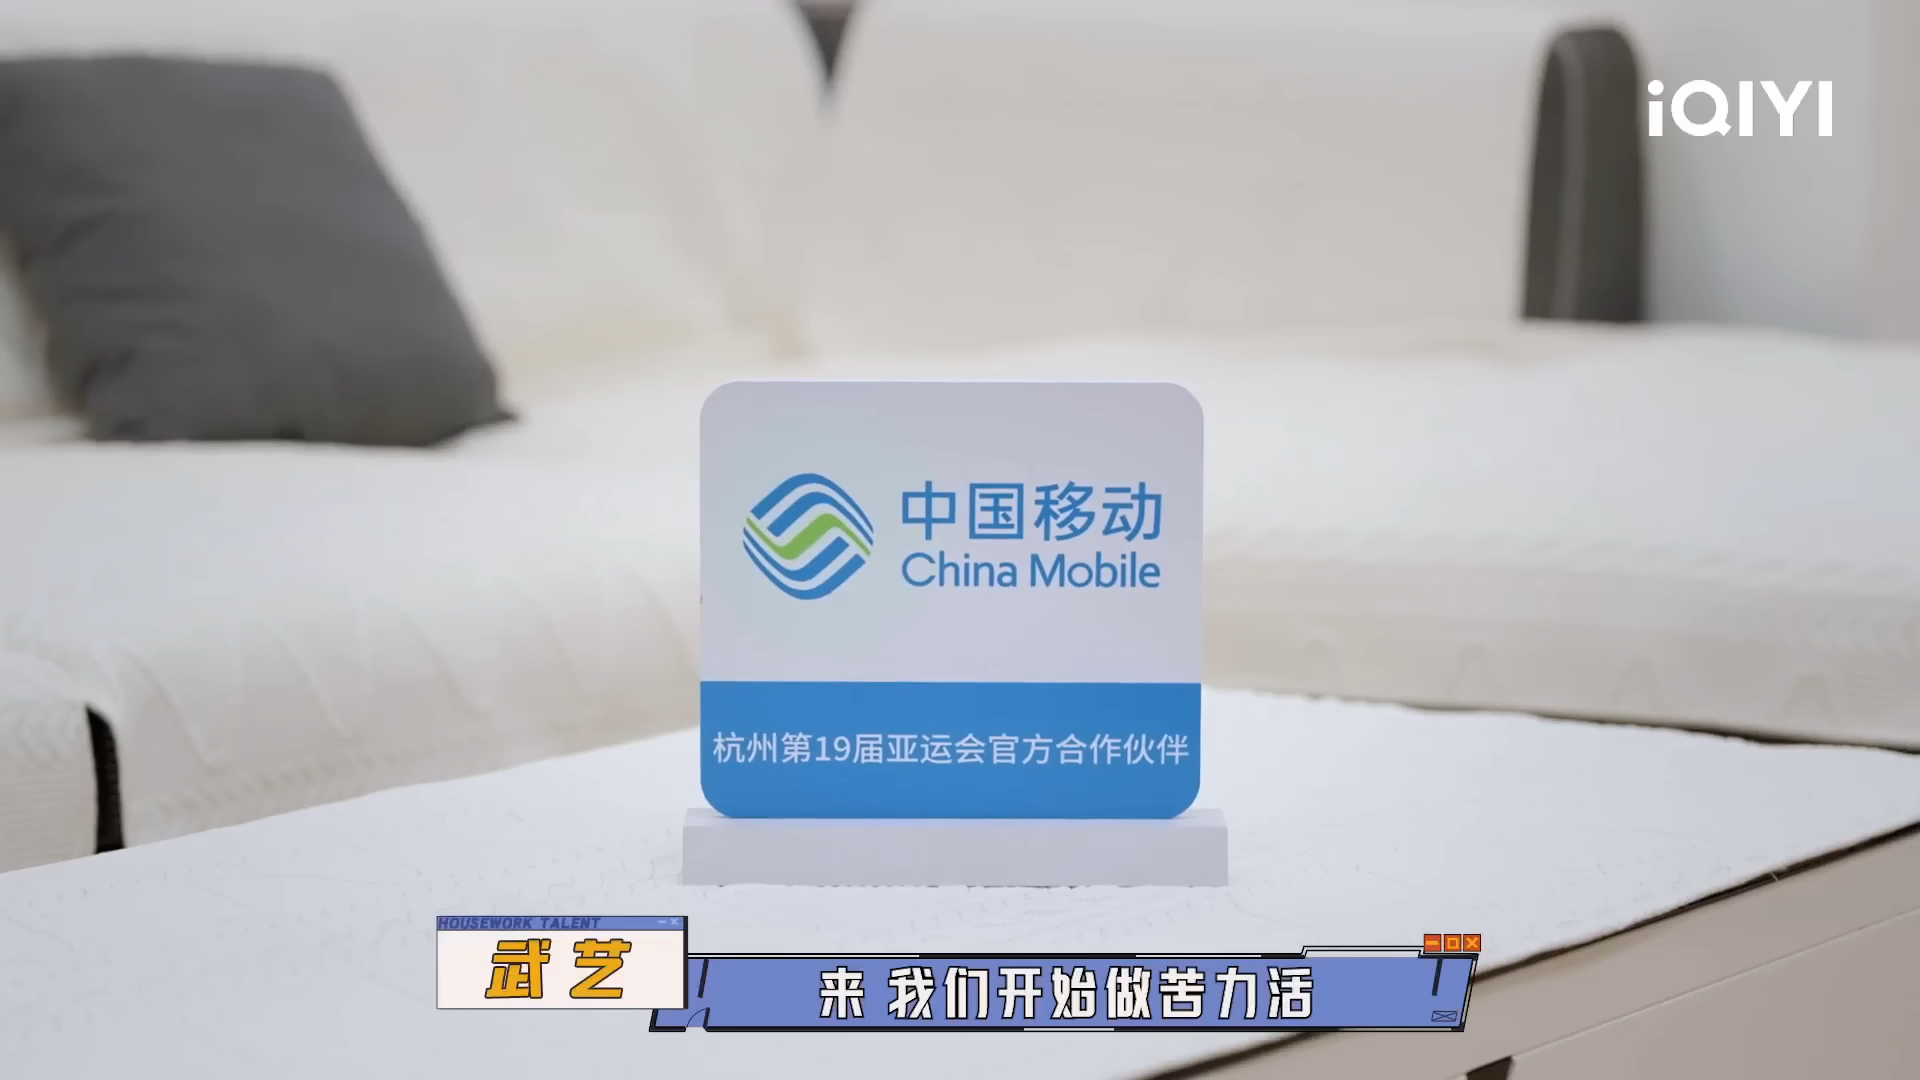 iQIYI
中国移动
China Mobile
杭州第19届亚运会官方合作伙伴
HOUSEWORK TALENT
武艺
来 我们开始做苦力活